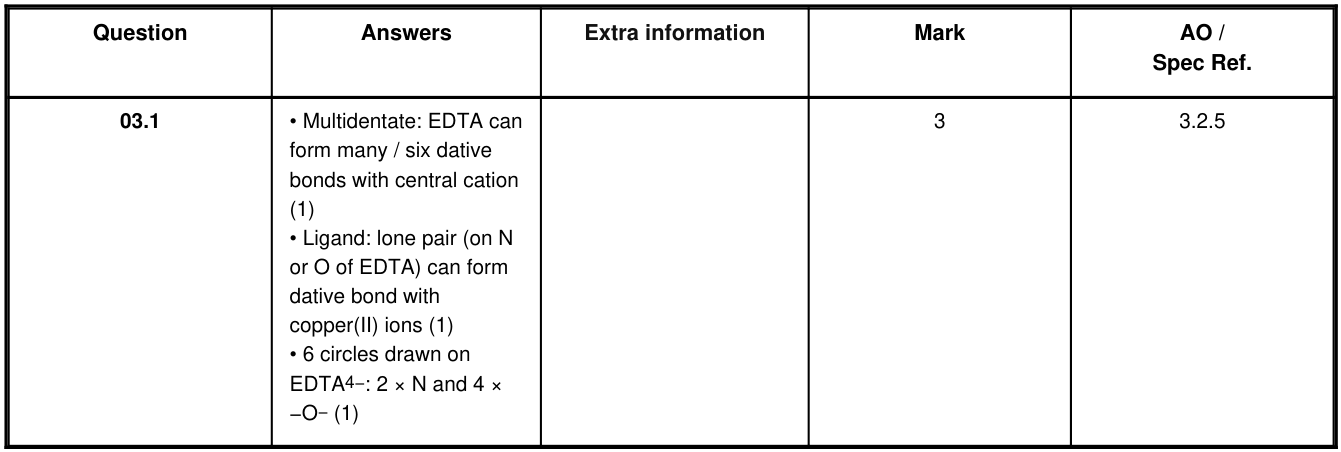 Question Answers Extra information Mark AO /
Spec Ref.
03.1 • Multidentate: EDTA can 3 3.2.5
form many / six dative
bonds with central cation
(1)
• Ligand: lone pair (on N
or O of EDTA) can form
dative bond with
copper(II) ions (1)
• 6 circles drawn on
EDTA4–: 2 × N and 4 ×
–O– (1)